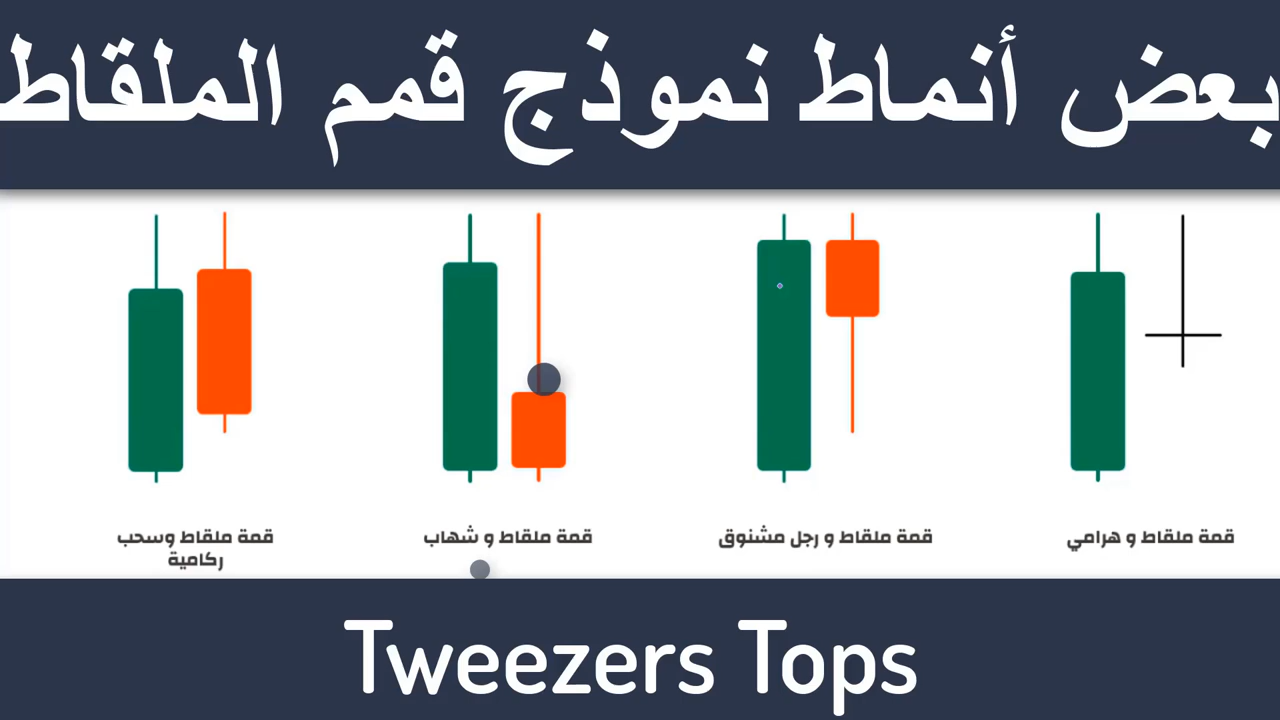 بعض أنماط نموذج قمم الملقاط
قمة ملقاط و هرامي
قمة ملقاط و رجل مشنوق
قمة ملقاط و شهاب
قمة ملقاط وسحب
ركامية
Tweezers Tops